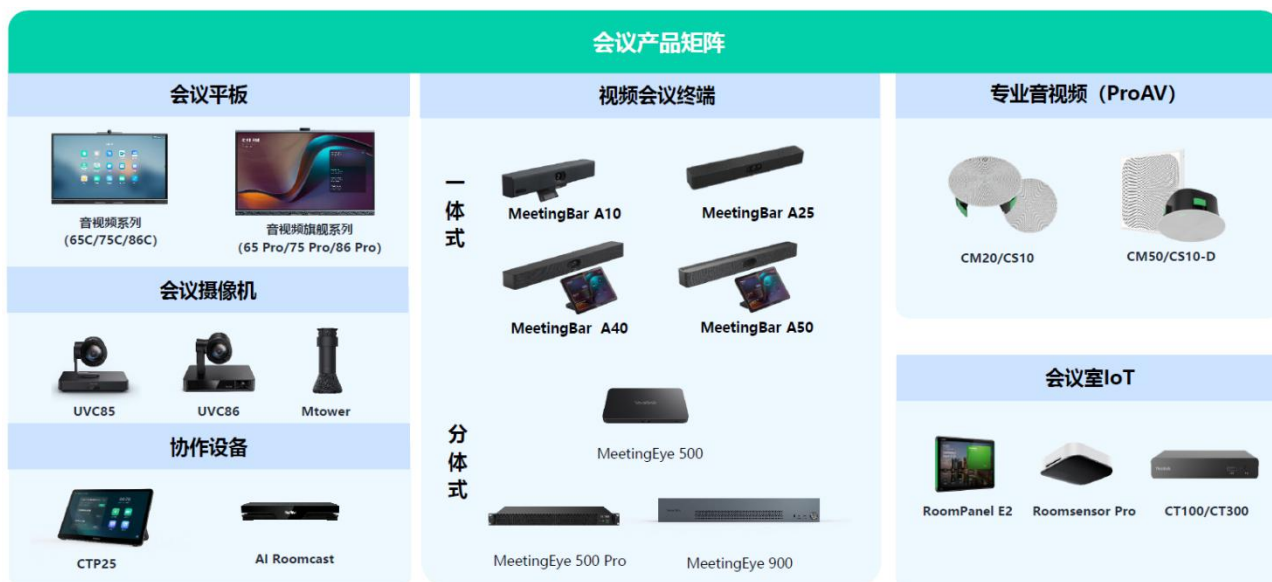 会议产品矩阵
会议平板
音视频系列
(65C/75C/86C)
音视频旗舰系列
(65 Pro/75 Pro/86 Pro)
会议摄像机
UVC85
UVC86
Mtower
协作设备
CTP25
AI Roomcast
视频会议终端
一体式
MeetingBar A10
MeetingBar A25
MeetingBar A40
MeetingBar A50
分体式
MeetingEye 500
MeetingEye 500 Pro
MeetingEye 900
专业音视频（ProAV）
CM20/CS10
CM50/CS10-D
会议室IoT
RoomPanel E2
Roomsensor Pro
CT100/CT300